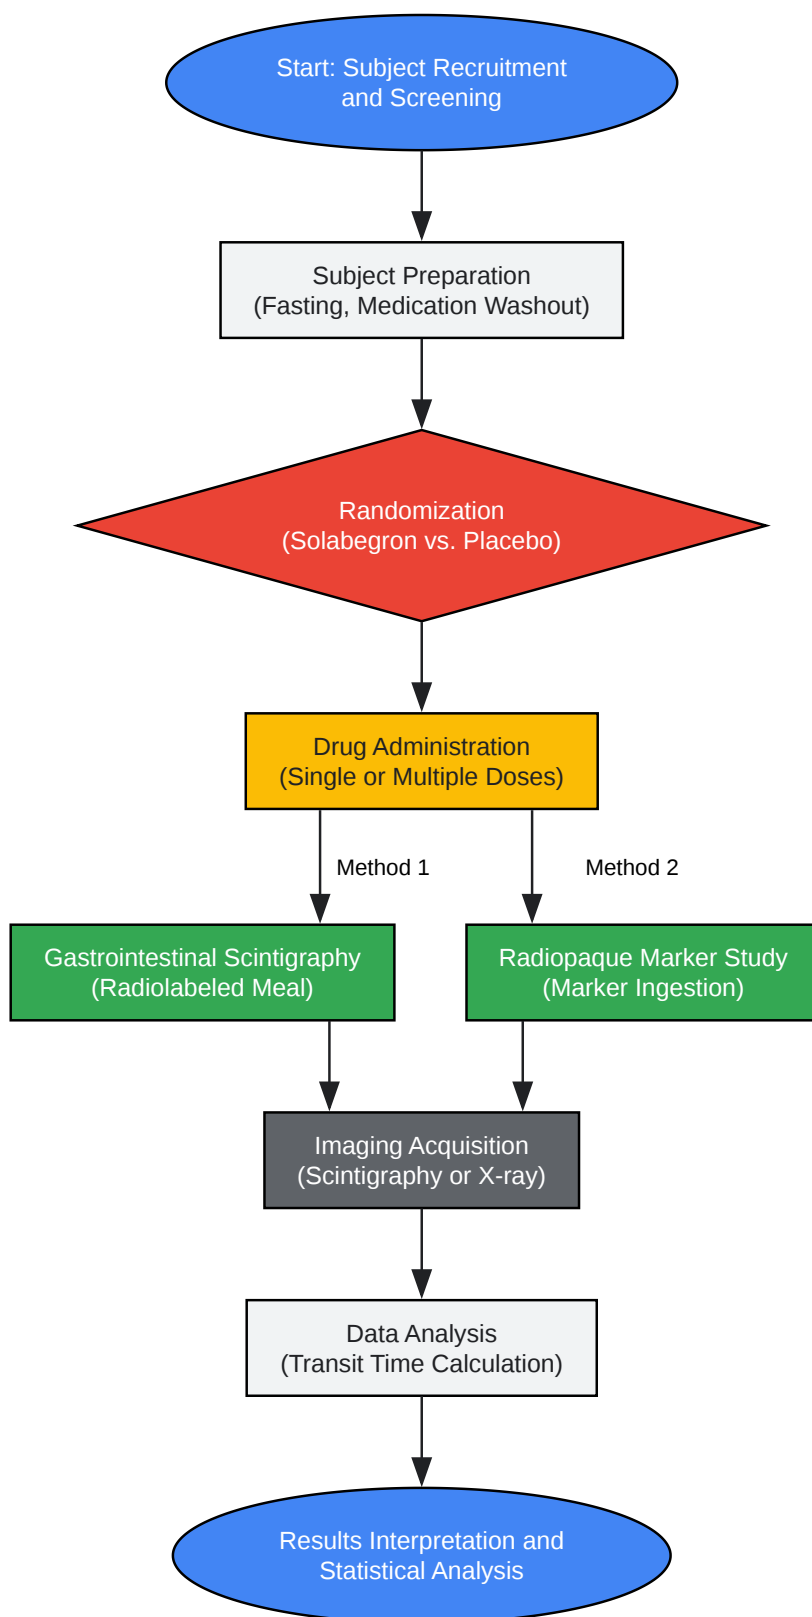 Start: Subject Recruitment
and Screening
Subject Preparation
(Fasting, Medication Washout)
Randomization
(Solabegron vs. Placebo)
Drug Administration
(Single or Multiple Doses)
Method 1
Method 2
Gastrointestinal Scintigraphy
(Radiolabeled Meal)
Radiopaque Marker Study
(Marker Ingestion)
Imaging Acquisition
(Scintigraphy or X-ray)
Data Analysis
(Transit Time Calculation)
Results Interpretation and
Statistical Analysis